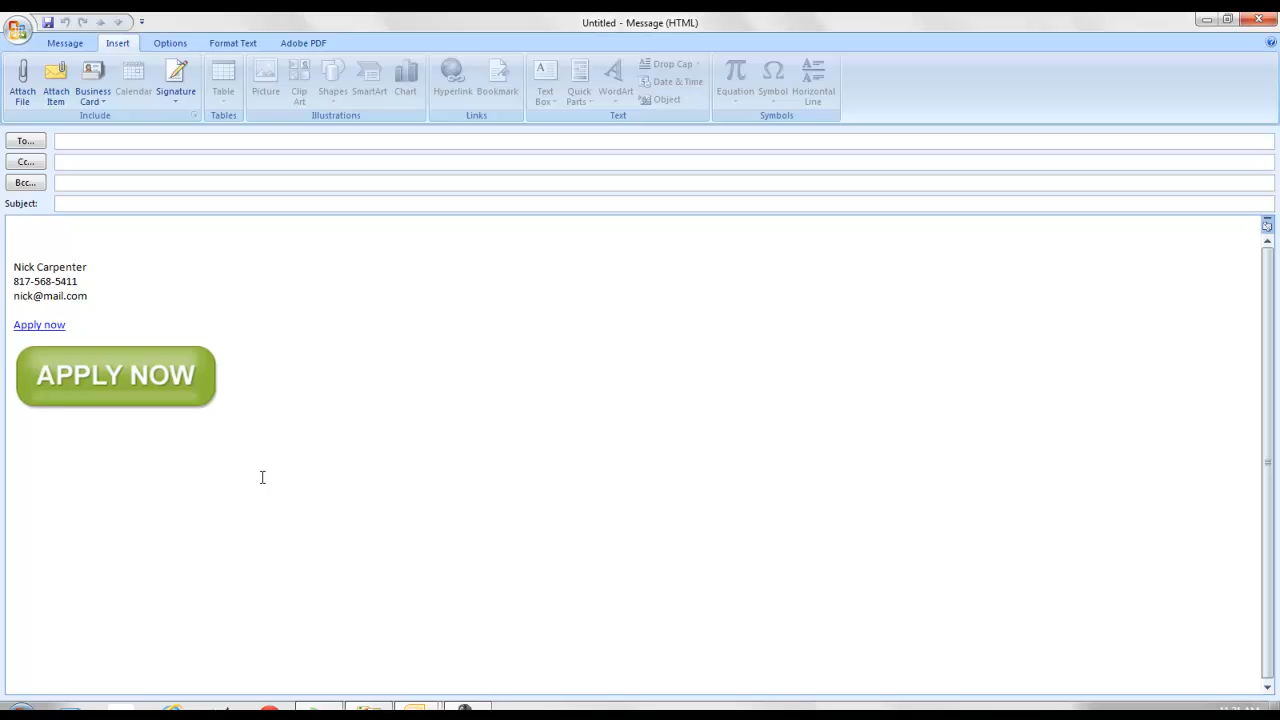 Untitled - Message (HTML)
Message Insert Options Format Text Adobe PDF
Attach File
Attach Item
Business Card
Calendar
Signature
Table
Picture
Clip Art
Shapes
SmartArt
Chart
Hyperlink
Bookmark
Text Box
Quick Parts
WordArt
Drop Cap
Date & Time
Object
Equation
Symbol
Horizontal Line
Include Tables Illustrations Links Text Symbols
To...
Cc...
Bcc...
Subject:
Nick Carpenter
817-568-5411
nick@mail.com
Apply now
APPLY NOW